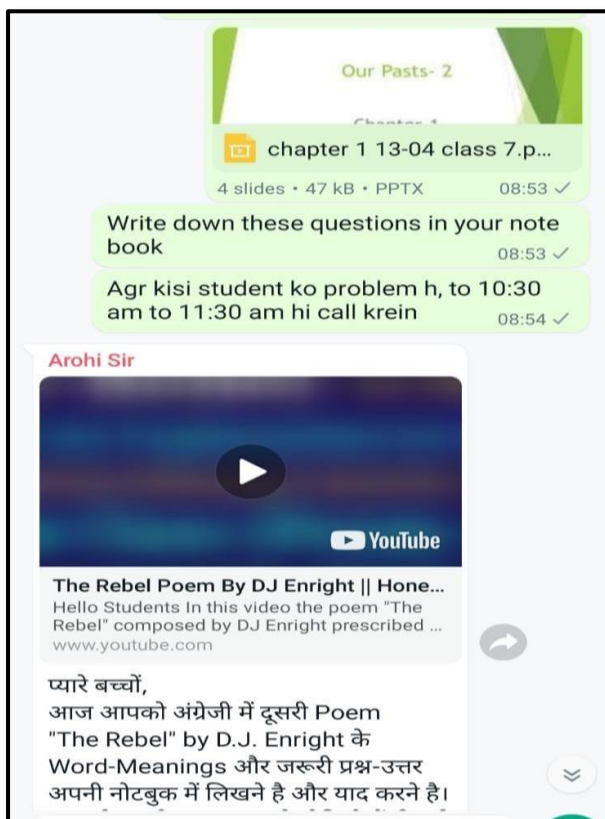 Our Pasts- 2
Chapter 1
chapter 1 13-04 class 7.p...
4 slides • 47 kB • PPTX 08:53
Write down these questions in your note
book 08:53
Agr kisi student ko problem h, to 10:30
am to 11:30 am hi call krein 08:54
Arohi Sir
YouTube
The Rebel Poem By DJ Enright || Hone...
Hello Students In this video the poem "The
Rebel" composed by DJ Enright prescribed ...
www.youtube.com
प्यारे बच्चों,
आज आपको अंग्रेजी में दूसरी Poem
"The Rebel" by D.J. Enright के
Word-Meanings और जरूरी प्रश्न-उत्तर
अपनी नोटबुक में लिखने है और याद करने है।